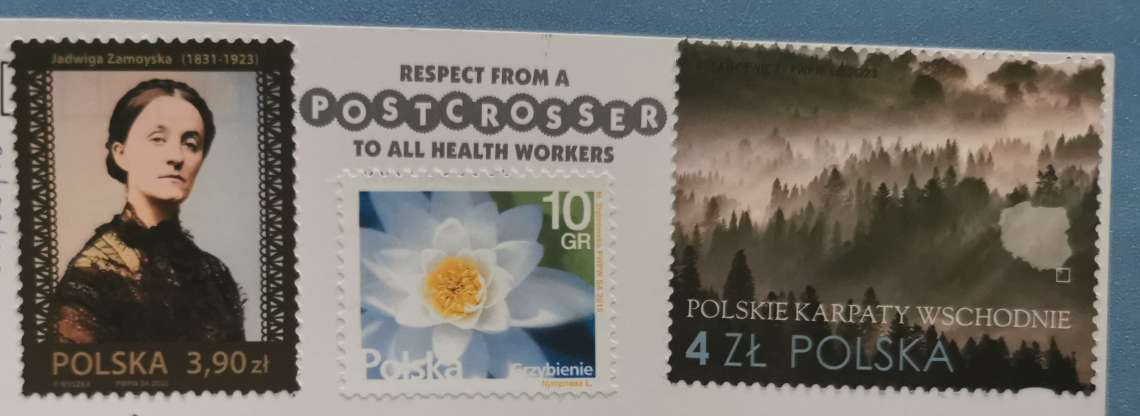 Jadwiga Zamoyska (1831-1923)
POLSKA 3,90 zł
RESPECT FROM A
POSTCROSSER
TO ALL HEALTH WORKERS
10
GR
Polska
Grzybienie
Nymphaea L.
POLSKIE KARPATY WSCHODNIE
4 ZŁ POLSKA